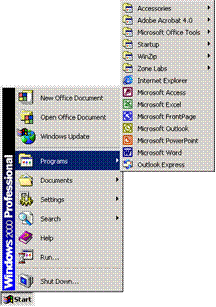 Accessories
Adobe Acrobat 4.0
Microsoft Office Tools
Startup
WinZip
Zone Labs
Internet Explorer
Microsoft Access
Microsoft Excel
Microsoft FrontPage
Microsoft Outlook
Microsoft PowerPoint
Microsoft Word
Outlook Express
New Office Document
Open Office Document
Windows Update
Programs
Documents
Settings
Search
Help
Run...
Shut Down...
Windows 2000 Professional
Start